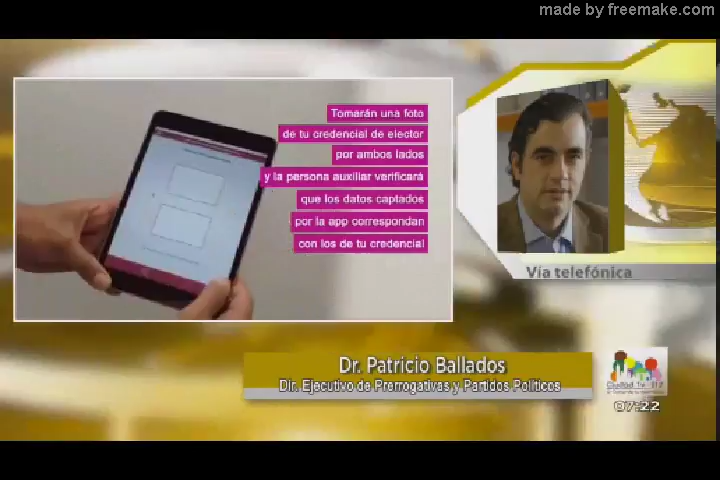 made by freemake.com
Tomarán una foto
de tu credencial de elector
por ambos lados
y la persona auxiliar verificará
que los datos captados
por la app correspondan
con los de tu credencial
Vía telefónica
Dr. Patricio Ballados
Dir. Ejecutivo de Prerrogativas y Partidos Políticos
07:22